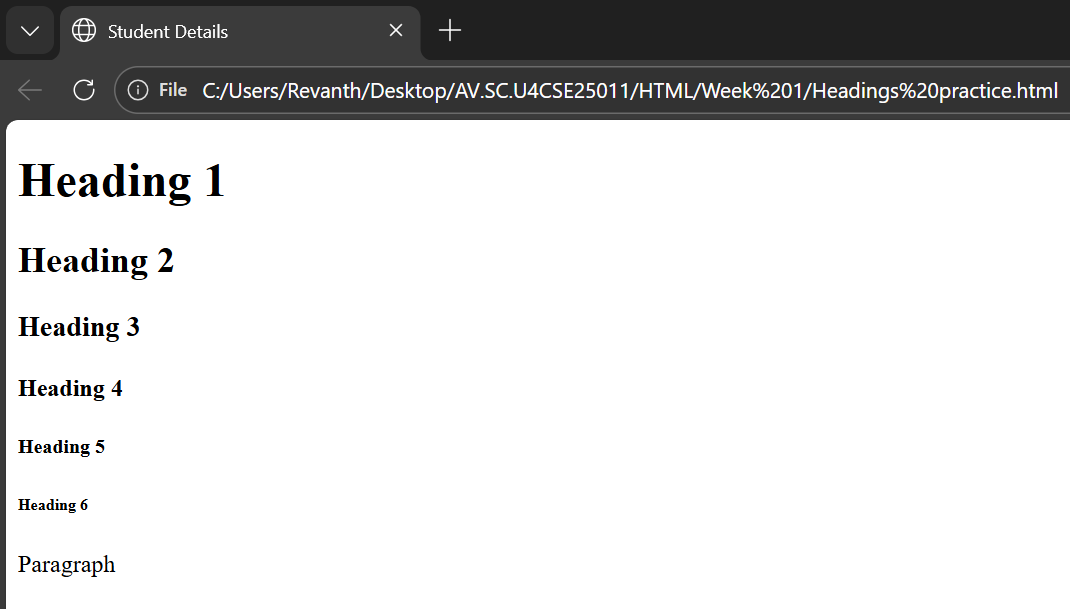 Student Details
File C:/Users/Revanth/Desktop/AV.SC.U4CSE25011/HTML/Week%201/Headings%20practice.html
Heading 1
Heading 2
Heading 3
Heading 4
Heading 5
Heading 6
Paragraph